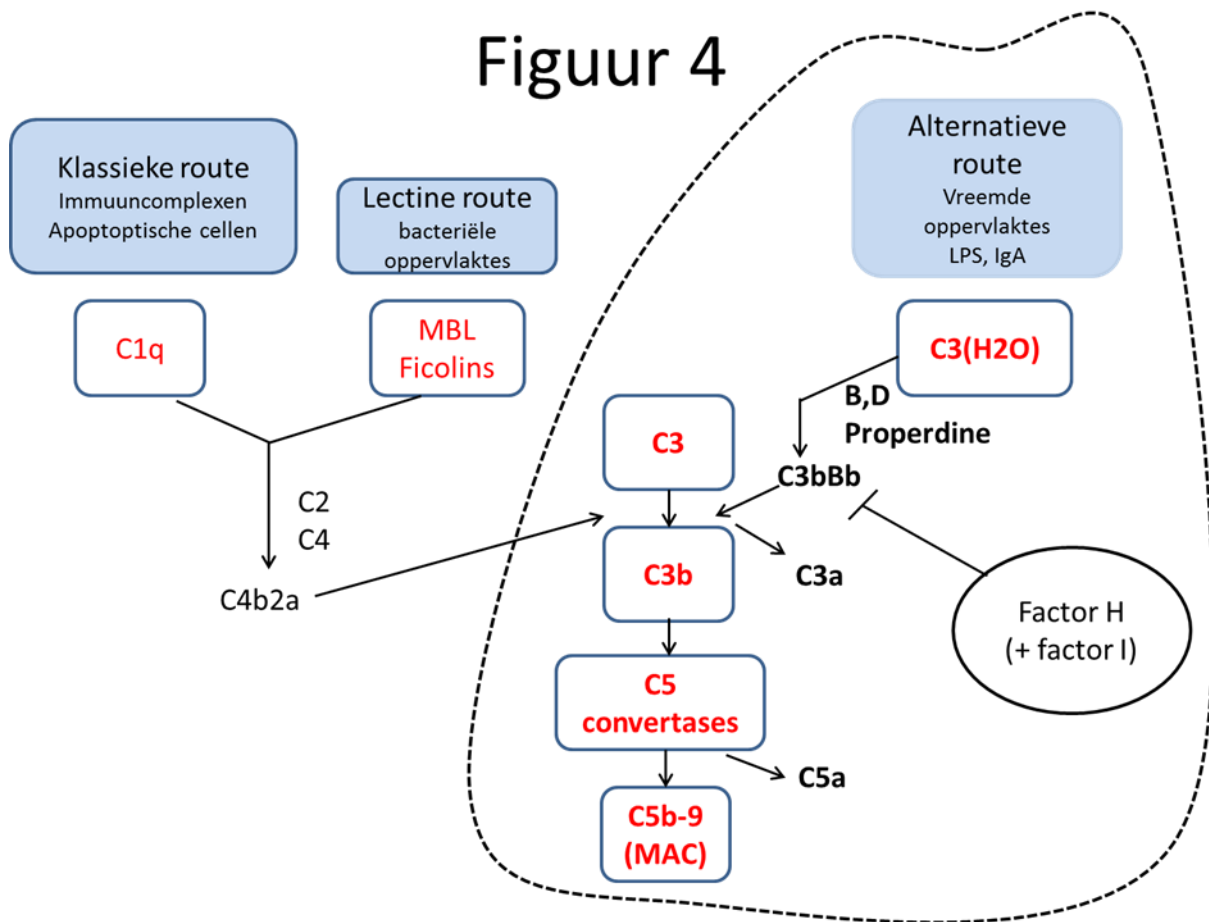 Figuur 4
Klassieke route
Immuuncomplexen
Apoptoptische cellen
Lectine route
bacteriële
oppervlaktes
Alternatieve
route
Vreemde
oppervlaktes
LPS, IgA
C1q
MBL
Ficolins
C3(H2O)
B,D
Properdine
C3
C3bBb
C2
C4
C4b2a
C3b
C3a
Factor H
(+ factor I)
C5
convertases
C5a
C5b-9
(MAC)